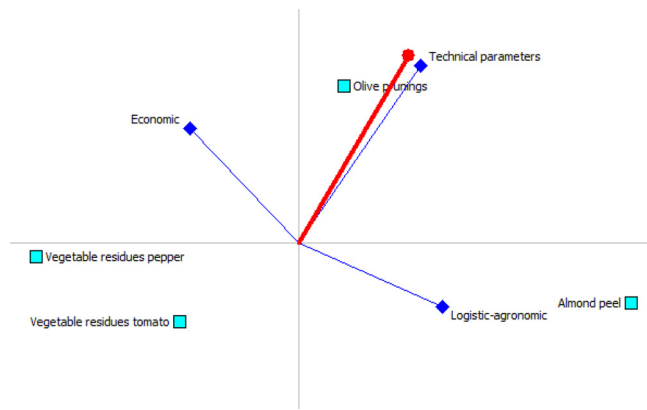 Technical parameters
Olive prunings
Economic
Vegetable residues pepper
Almond peel
Logistic-agronomic
Vegetable residues tomato